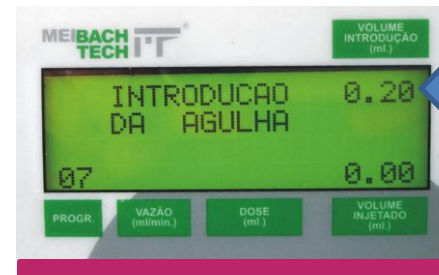 MEIBACH
TECH
VOLUME
INTRODUÇÃO
(ml.)
INTRODUCAO 0.20
DA AGULHA
07 0.00
PROGR.
VAZÃO
(ml/min.)
DOSE
(ml.)
VOLUME
INJETADO
(ml.)